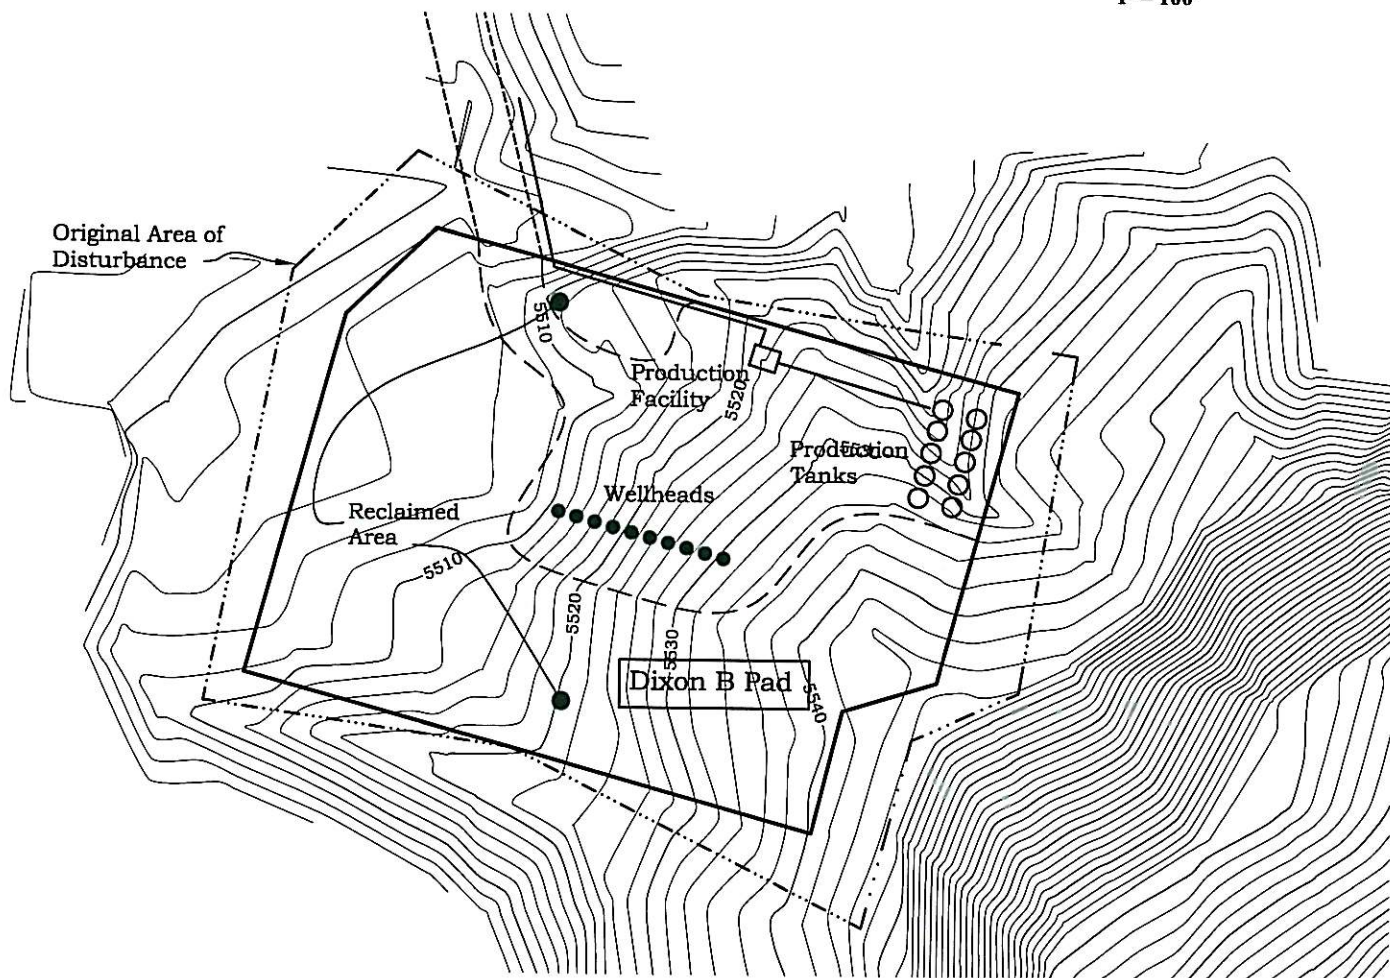 Original Area of
Disturbance
5510
Production
Facility
5520
Production
Tanks
Wellheads
Reclaimed
Area
5510
5520
5530
Dixon B Pad
5540